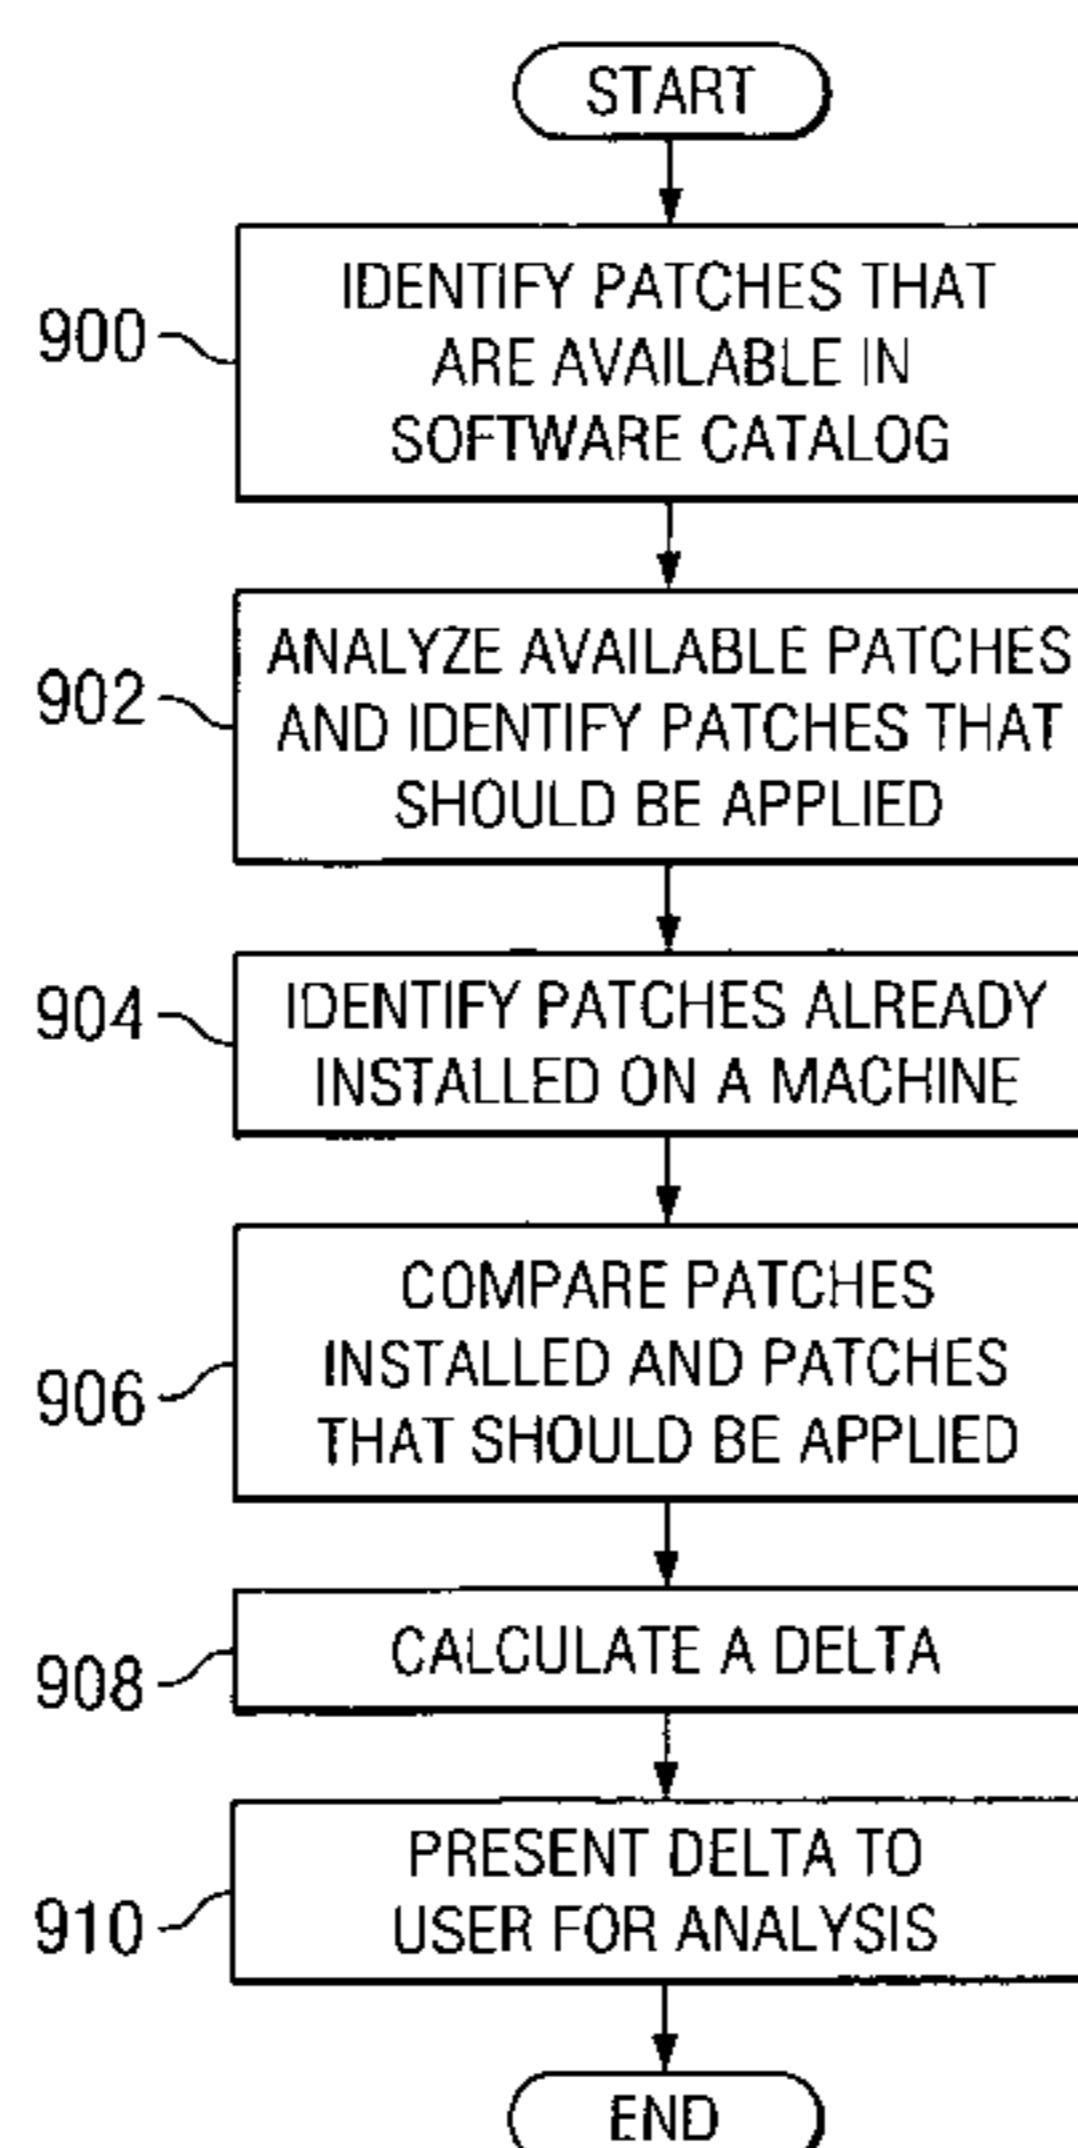 START
900
IDENTIFY PATCHES THAT
ARE AVAILABLE IN
SOFTWARE CATALOG
902
ANALYZE AVAILABLE PATCHES
AND IDENTIFY PATCHES THAT
SHOULD BE APPLIED
904
IDENTIFY PATCHES ALREADY
INSTALLED ON A MACHINE
906
COMPARE PATCHES
INSTALLED AND PATCHES
THAT SHOULD BE APPLIED
908
CALCULATE A DELTA
910
PRESENT DELTA TO
USER FOR ANALYSIS
END